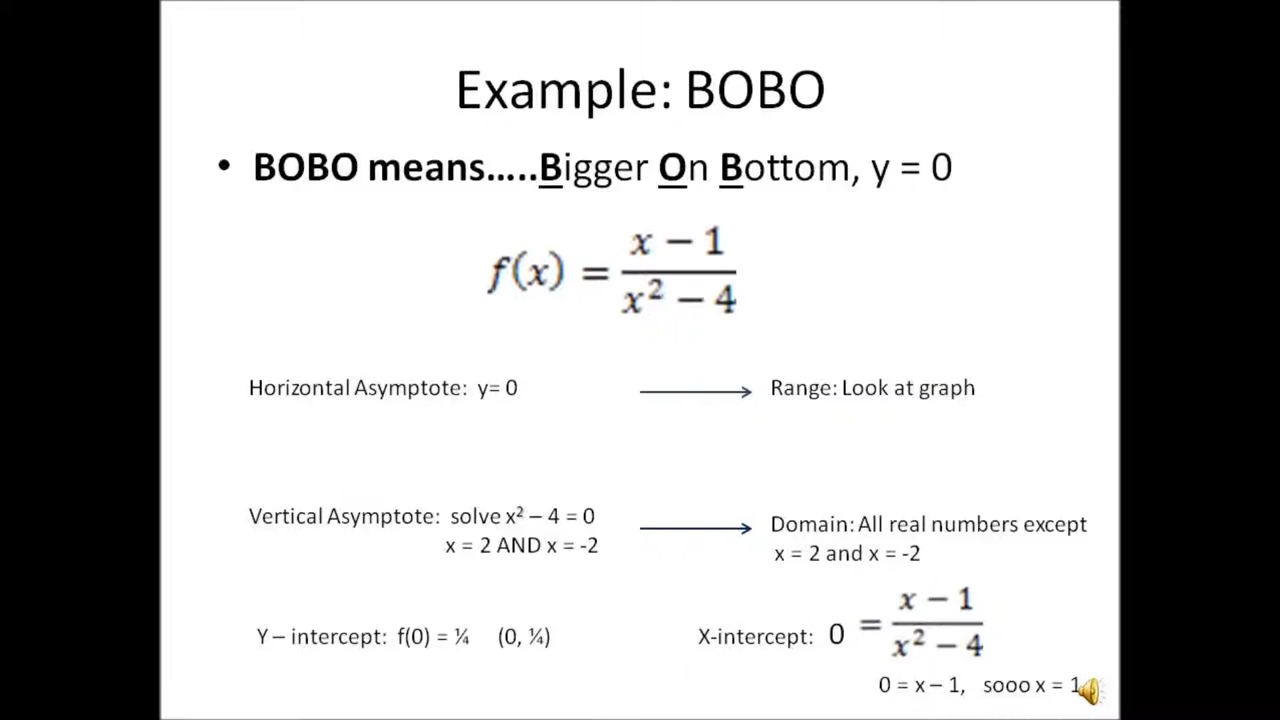 Example: BOBO
• BOBO means…..Bigger On Bottom, y = 0
f(x) = (x − 1)/(x² − 4)
Horizontal Asymptote: y= 0
Range: Look at graph
Vertical Asymptote: solve x² – 4 = 0
x = 2 AND x = -2
Domain: All real numbers except
x = 2 and x = -2
Y – intercept: f(0) = ¼ (0, ¼)
X-intercept: 0 = (x − 1)/(x² − 4)
0 = x – 1, sooo x = 1